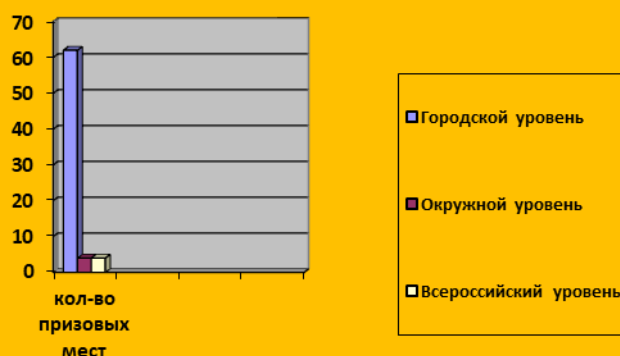 70
60
50
40
30
20
10
0
кол-во
призовых
мест
Городской уровень
Окружной уровень
Всероссийский уровень